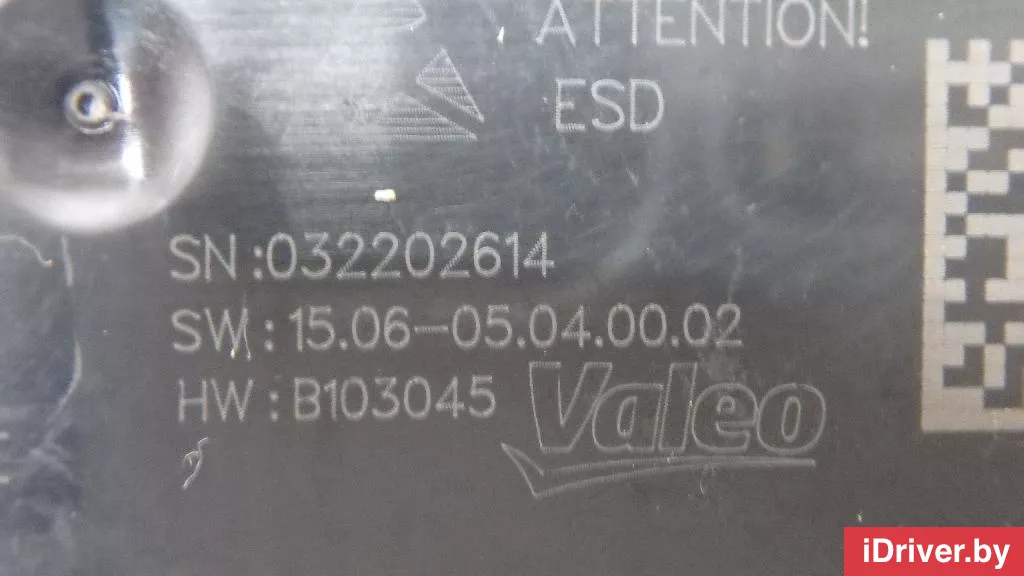 ATTENTION!
ESD
SN:032202614
SW:15.06-05.04.00.02
HW:B103045
Valeo
iDriver.by